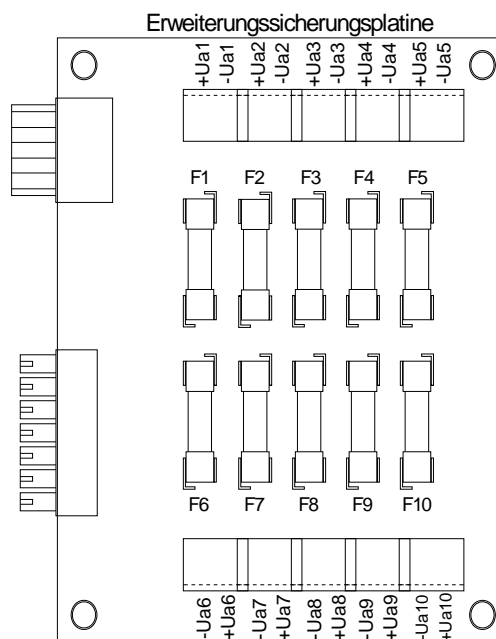 Erweiterungssicherungsplatine
+Ua1
-Ua1
+Ua2
-Ua2
+Ua3
-Ua3
+Ua4
-Ua4
+Ua5
-Ua5
F1 F2 F3 F4 F5
F6 F7 F8 F9 F10
-Ua6
+Ua6
-Ua7
+Ua7
-Ua8
+Ua8
-Ua9
+Ua9
-Ua10
+Ua10